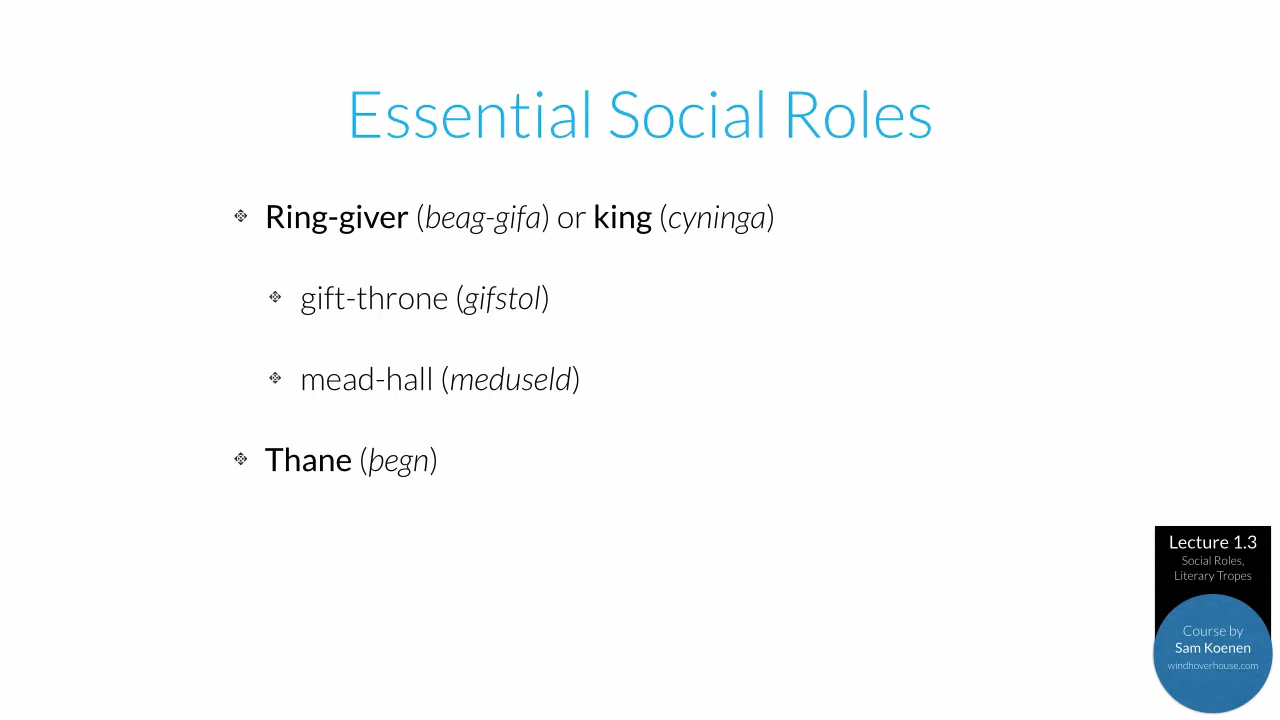 Essential Social Roles
Ring-giver (beag-gifa) or king (cyninga)
gift-throne (gifstol)
mead-hall (meduseld)
Thane (þegn)
Lecture 1.3
Social Roles,
Literary Tropes
Course by
Sam Koenen
windhoverhouse.com